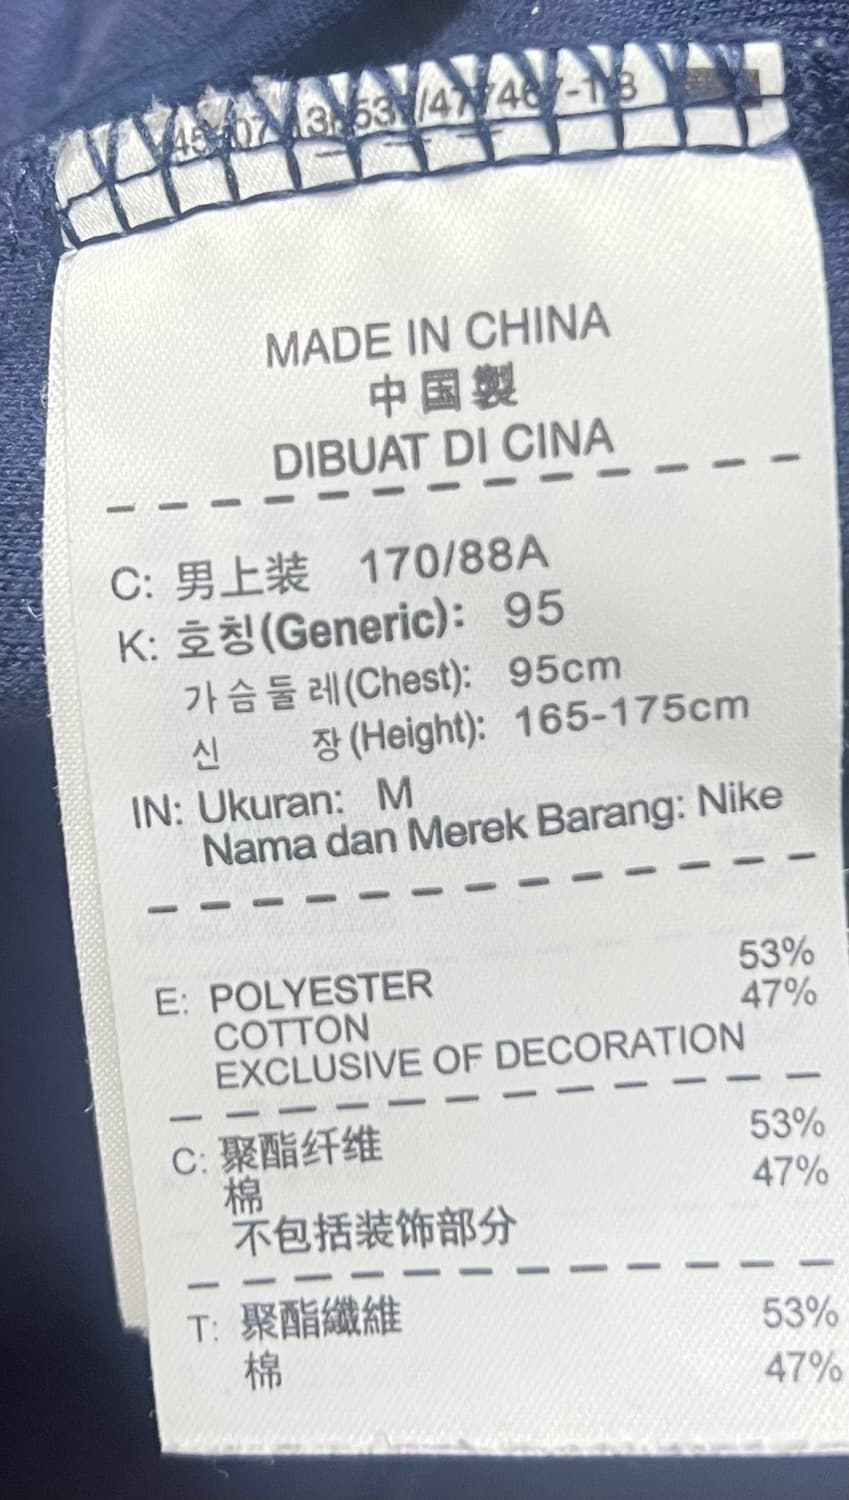 MADE IN CHINA
中国製
DIBUAT DI CINA
C: 男上装 170/88A
K: 호칭(Generic): 95
가슴둘레(Chest): 95cm
신 장(Height): 165-175cm
IN: Ukuran: M
Nama dan Merek Barang: Nike
E: POLYESTER 53%
COTTON 47%
EXCLUSIVE OF DECORATION
C: 聚酯纤维 53%
棉 47%
不包括装饰部分
T: 聚酯纖維 53%
棉 47%